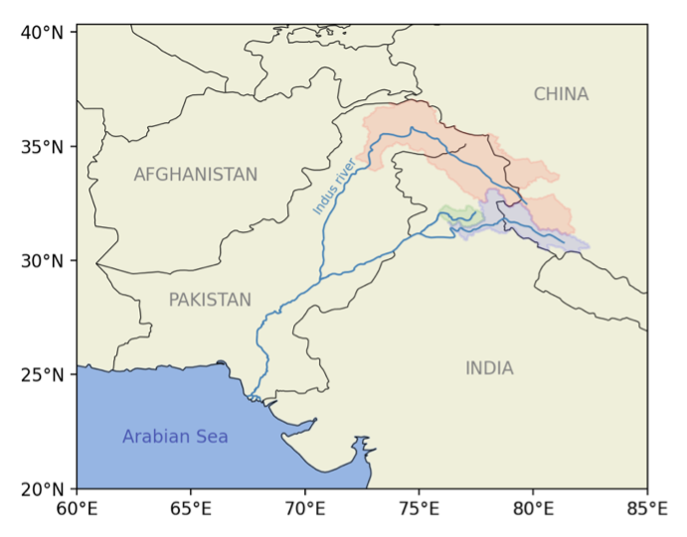 40°N
CHINA
35°N
AFGHANISTAN
Indus river
30°N
PAKISTAN
25°N
INDIA
Arabian Sea
20°N
60°E 65°E 70°E 75°E 80°E 85°E